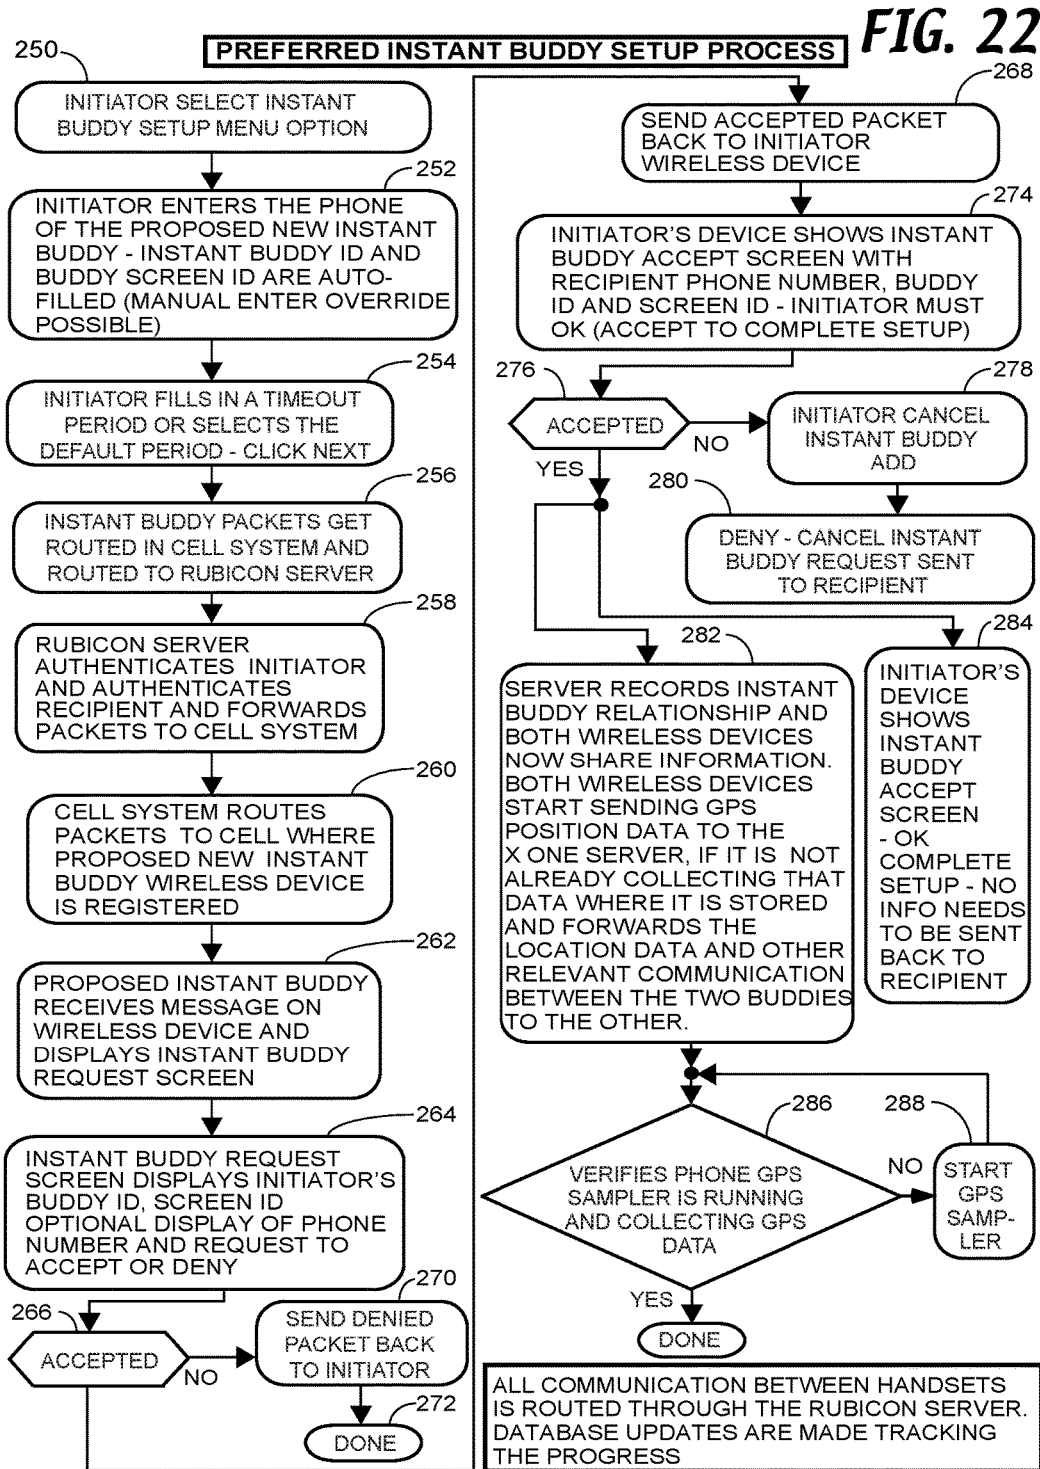 FIG. 22
PREFERRED INSTANT BUDDY SETUP PROCESS
250
INITIATOR SELECT INSTANT
BUDDY SETUP MENU OPTION
252
INITIATOR ENTERS THE PHONE
OF THE PROPOSED NEW INSTANT
BUDDY - INSTANT BUDDY ID AND
BUDDY SCREEN ID ARE AUTO-
FILLED (MANUAL ENTER OVERRIDE
POSSIBLE)
254
INITIATOR FILLS IN A TIMEOUT
PERIOD OR SELECTS THE
DEFAULT PERIOD - CLICK NEXT
256
INSTANT BUDDY PACKETS GET
ROUTED IN CELL SYSTEM AND
ROUTED TO RUBICON SERVER
258
RUBICON SERVER
AUTHENTICATES INITIATOR
AND AUTHENTICATES
RECIPIENT AND FORWARDS
PACKETS TO CELL SYSTEM
260
CELL SYSTEM ROUTES
PACKETS TO CELL WHERE
PROPOSED NEW INSTANT
BUDDY WIRELESS DEVICE
IS REGISTERED
262
PROPOSED INSTANT BUDDY
RECEIVES MESSAGE ON
WIRELESS DEVICE AND
DISPLAYS INSTANT BUDDY
REQUEST SCREEN
264
INSTANT BUDDY REQUEST
SCREEN DISPLAYS INITIATOR'S
BUDDY ID, SCREEN ID
OPTIONAL DISPLAY OF PHONE
NUMBER AND REQUEST TO
ACCEPT OR DENY
266
ACCEPTED
NO
270
SEND DENIED
PACKET BACK
TO INITIATOR
272
DONE
268
SEND ACCEPTED PACKET
BACK TO INITIATOR
WIRELESS DEVICE
274
INITIATOR'S DEVICE SHOWS INSTANT
BUDDY ACCEPT SCREEN WITH
RECIPIENT PHONE NUMBER, BUDDY
ID AND SCREEN ID - INITIATOR MUST
OK (ACCEPT TO COMPLETE SETUP)
276
ACCEPTED
NO
YES
278
INITIATOR CANCEL
INSTANT BUDDY
ADD
280
DENY - CANCEL INSTANT
BUDDY REQUEST SENT
TO RECIPIENT
282
SERVER RECORDS INSTANT
BUDDY RELATIONSHIP AND
BOTH WIRELESS DEVICES
NOW SHARE INFORMATION.
BOTH WIRELESS DEVICES
START SENDING GPS
POSITION DATA TO THE
X ONE SERVER, IF IT IS NOT
ALREADY COLLECTING THAT
DATA WHERE IT IS STORED
AND FORWARDS THE
LOCATION DATA AND OTHER
RELEVANT COMMUNICATION
BETWEEN THE TWO BUDDIES
TO THE OTHER.
284
INITIATOR'S
DEVICE
SHOWS
INSTANT
BUDDY
ACCEPT
SCREEN
- OK
COMPLETE
SETUP - NO
INFO NEEDS
TO BE SENT
BACK TO
RECIPIENT
286
VERIFIES PHONE GPS
SAMPLER IS RUNNING
AND COLLECTING GPS
DATA
NO
288
START
GPS
SAMP-
LER
YES
DONE
ALL COMMUNICATION BETWEEN HANDSETS
IS ROUTED THROUGH THE RUBICON SERVER.
DATABASE UPDATES ARE MADE TRACKING
THE PROGRESS